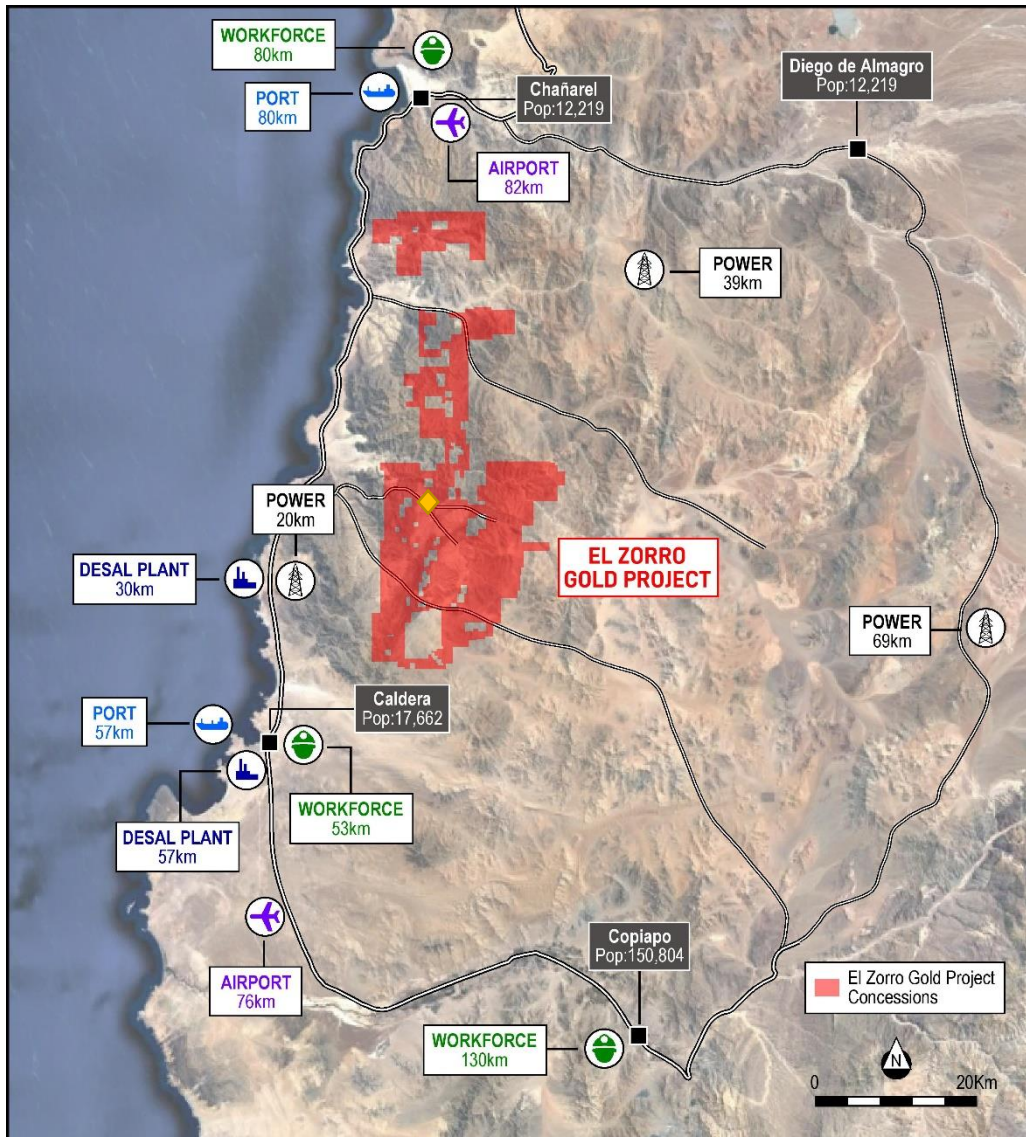 WORKFORCE
80km
PORT
80km
Chañarel
Pop:12,219
Diego de Almagro
Pop:12,219
AIRPORT
82km
POWER
39km
POWER
20km
DESAL PLANT
30km
EL ZORRO
GOLD PROJECT
POWER
69km
Caldera
Pop:17,662
PORT
57km
WORKFORCE
53km
DESAL PLANT
57km
AIRPORT
76km
Copiapo
Pop:150,804
WORKFORCE
130km
El Zorro Gold Project
Concessions
N
0 20Km